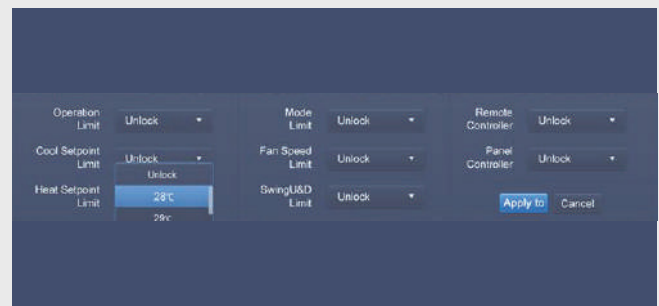 Operation
Limit
Unlock
Mode
Limit
Unlock
Remote
Controller
Unlock
Cool Setpoint
Limit
Unlock
Fan Speed
Limit
Unlock
Panel
Controller
Unlock
Unlock
Heat Setpoint
Limit
28℃
29℃
SwingU&D
Limit
Unlock
Apply to
Cancel